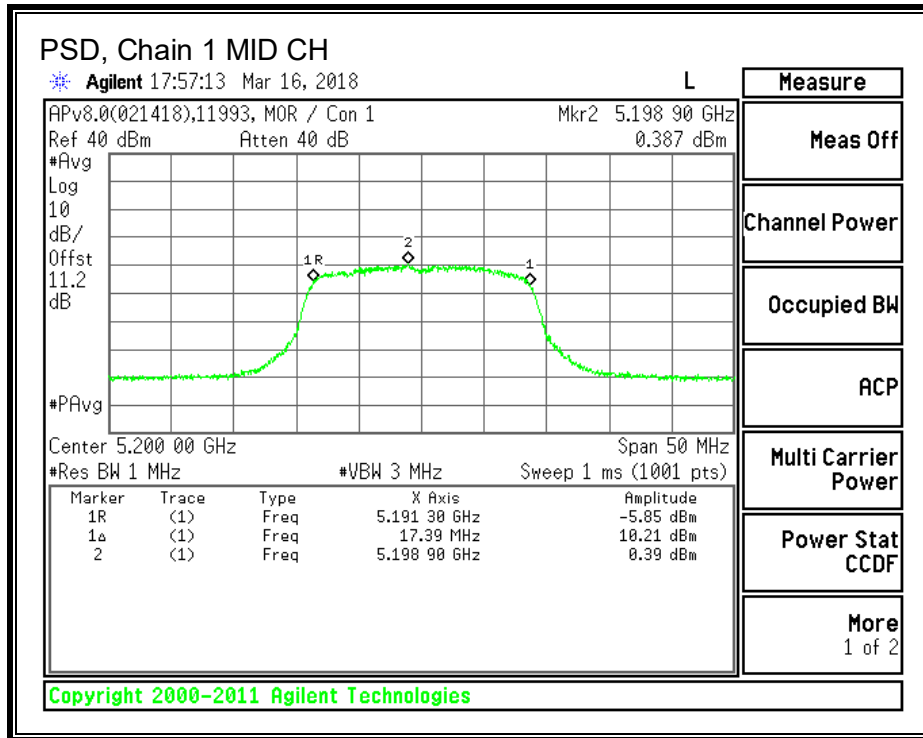 PSD, Chain 1 MID CH
Agilent 17:57:13 Mar 16, 2018 L
Measure
APv8.0(021418),11993, MOR / Con 1 Mkr2 5.198 90 GHz
Ref 40 dBm Atten 40 dB 0.387 dBm
Meas Off
#Avg
Log
10
dB/
Offst
11.2
dB
#PAvg
1R
2
1
Channel Power
Occupied BW
ACP
Center 5.200 00 GHz Span 50 MHz
#Res BW 1 MHz #VBW 3 MHz Sweep 1 ms (1001 pts)
Multi Carrier
Power
Marker Trace Type X Axis Amplitude
1R (1) Freq 5.191 30 GHz -5.85 dBm
1Δ (1) Freq 17.39 MHz 10.21 dBm
2 (1) Freq 5.198 90 GHz 0.39 dBm
Power Stat
CCDF
More
1 of 2
Copyright 2000-2011 Agilent Technologies